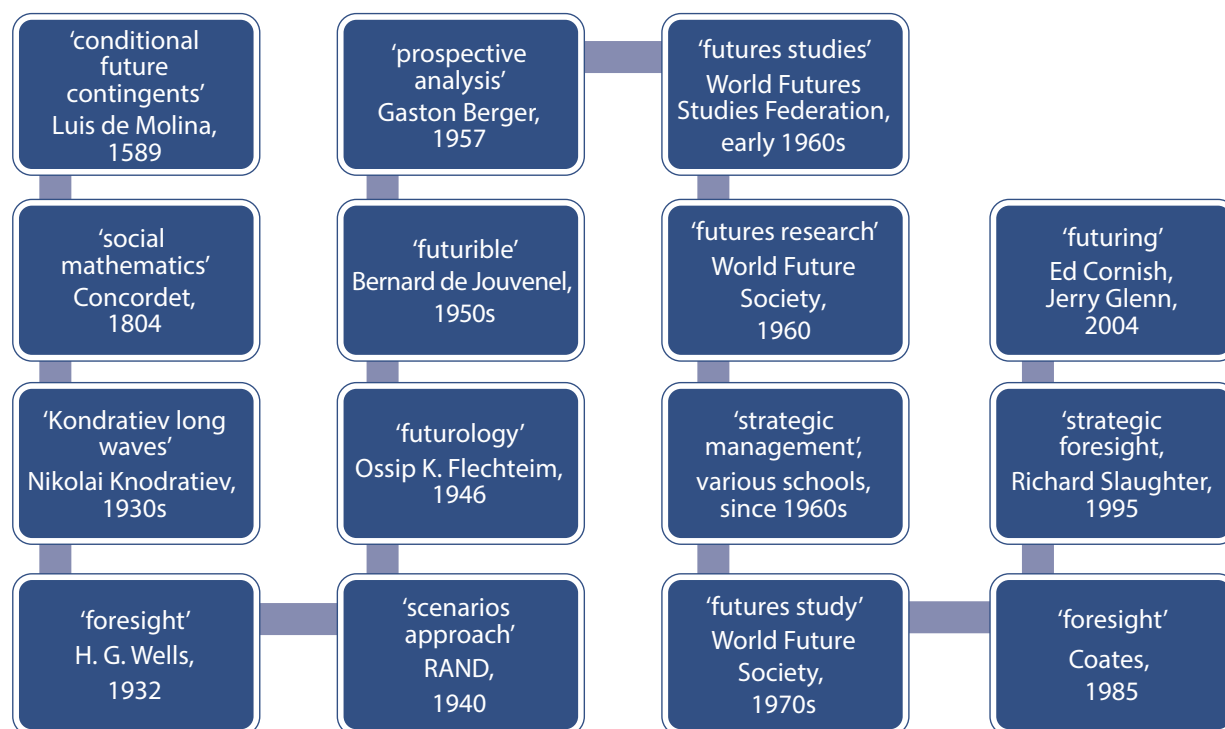 ‘conditional
future
contingents’
Luis de Molina,
1589
‘social
mathematics’
Concordet,
1804
‘Kondratiev long
waves’
Nikolai Knodratiev,
1930s
‘foresight’
H. G. Wells,
1932
‘scenarios
approach’
RAND,
1940
‘futurology’
Ossip K. Flechteim,
1946
‘futurible’
Bernard de Jouvenel,
1950s
‘prospective
analysis’
Gaston Berger,
1957
‘futures studies’
World Futures
Studies Federation,
early 1960s
‘futures research’
World Future
Society,
1960
‘strategic
management’,
various schools,
since 1960s
‘futures study’
World Future
Society,
1970s
‘foresight’
Coates,
1985
‘strategic
foresight,
Richard Slaughter,
1995
‘futuring’
Ed Cornish,
Jerry Glenn,
2004